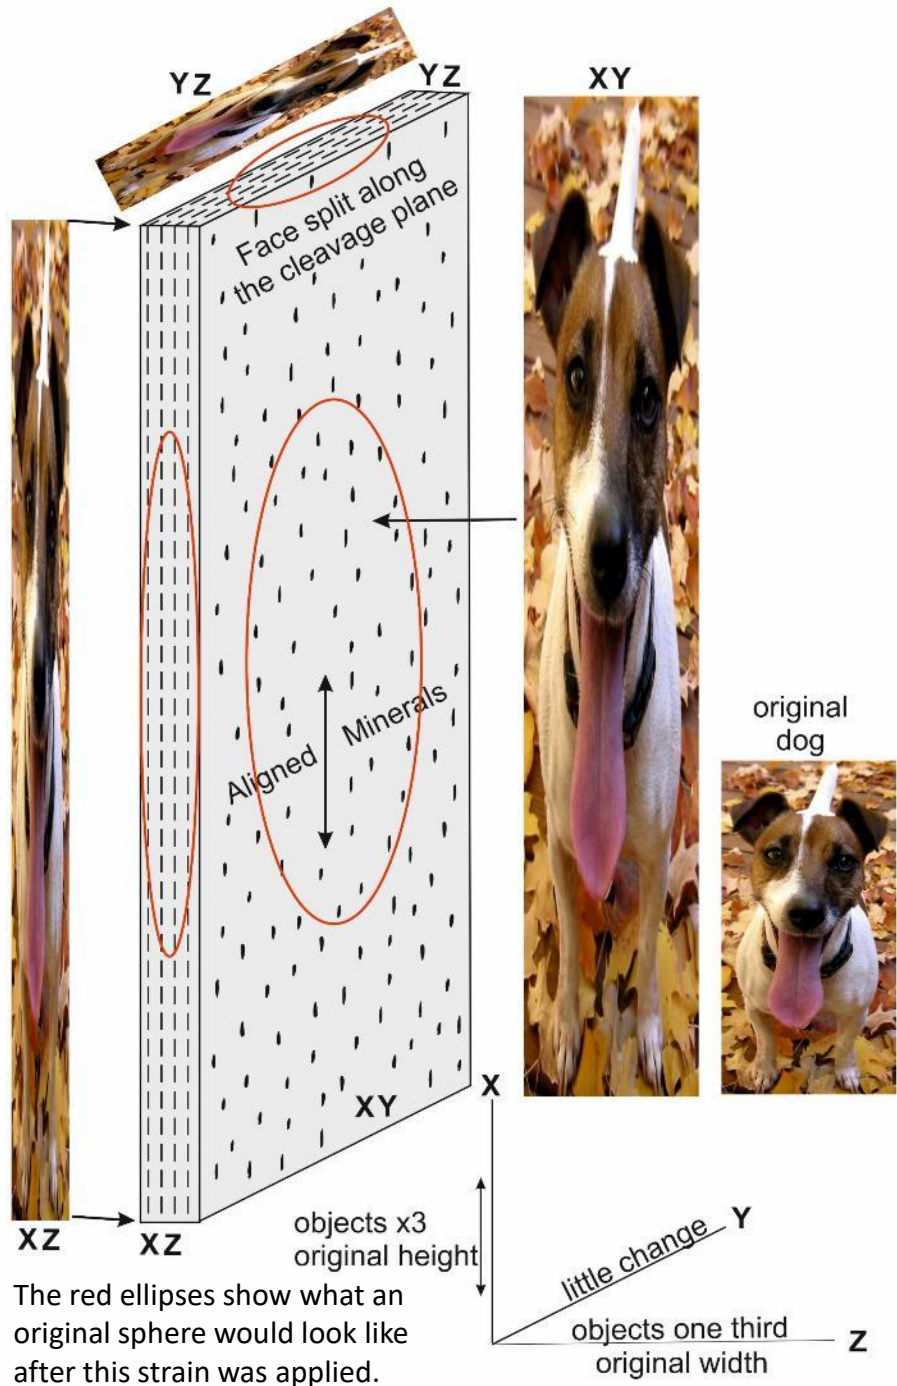 YZ
YZ
XY
Face split along
the cleavage plane
Aligned
Minerals
original
dog
XY
X
XZ
XZ
objects x3
original height
little change
Y
objects one third
original width
Z
The red ellipses show what an
original sphere would look like
after this strain was applied.